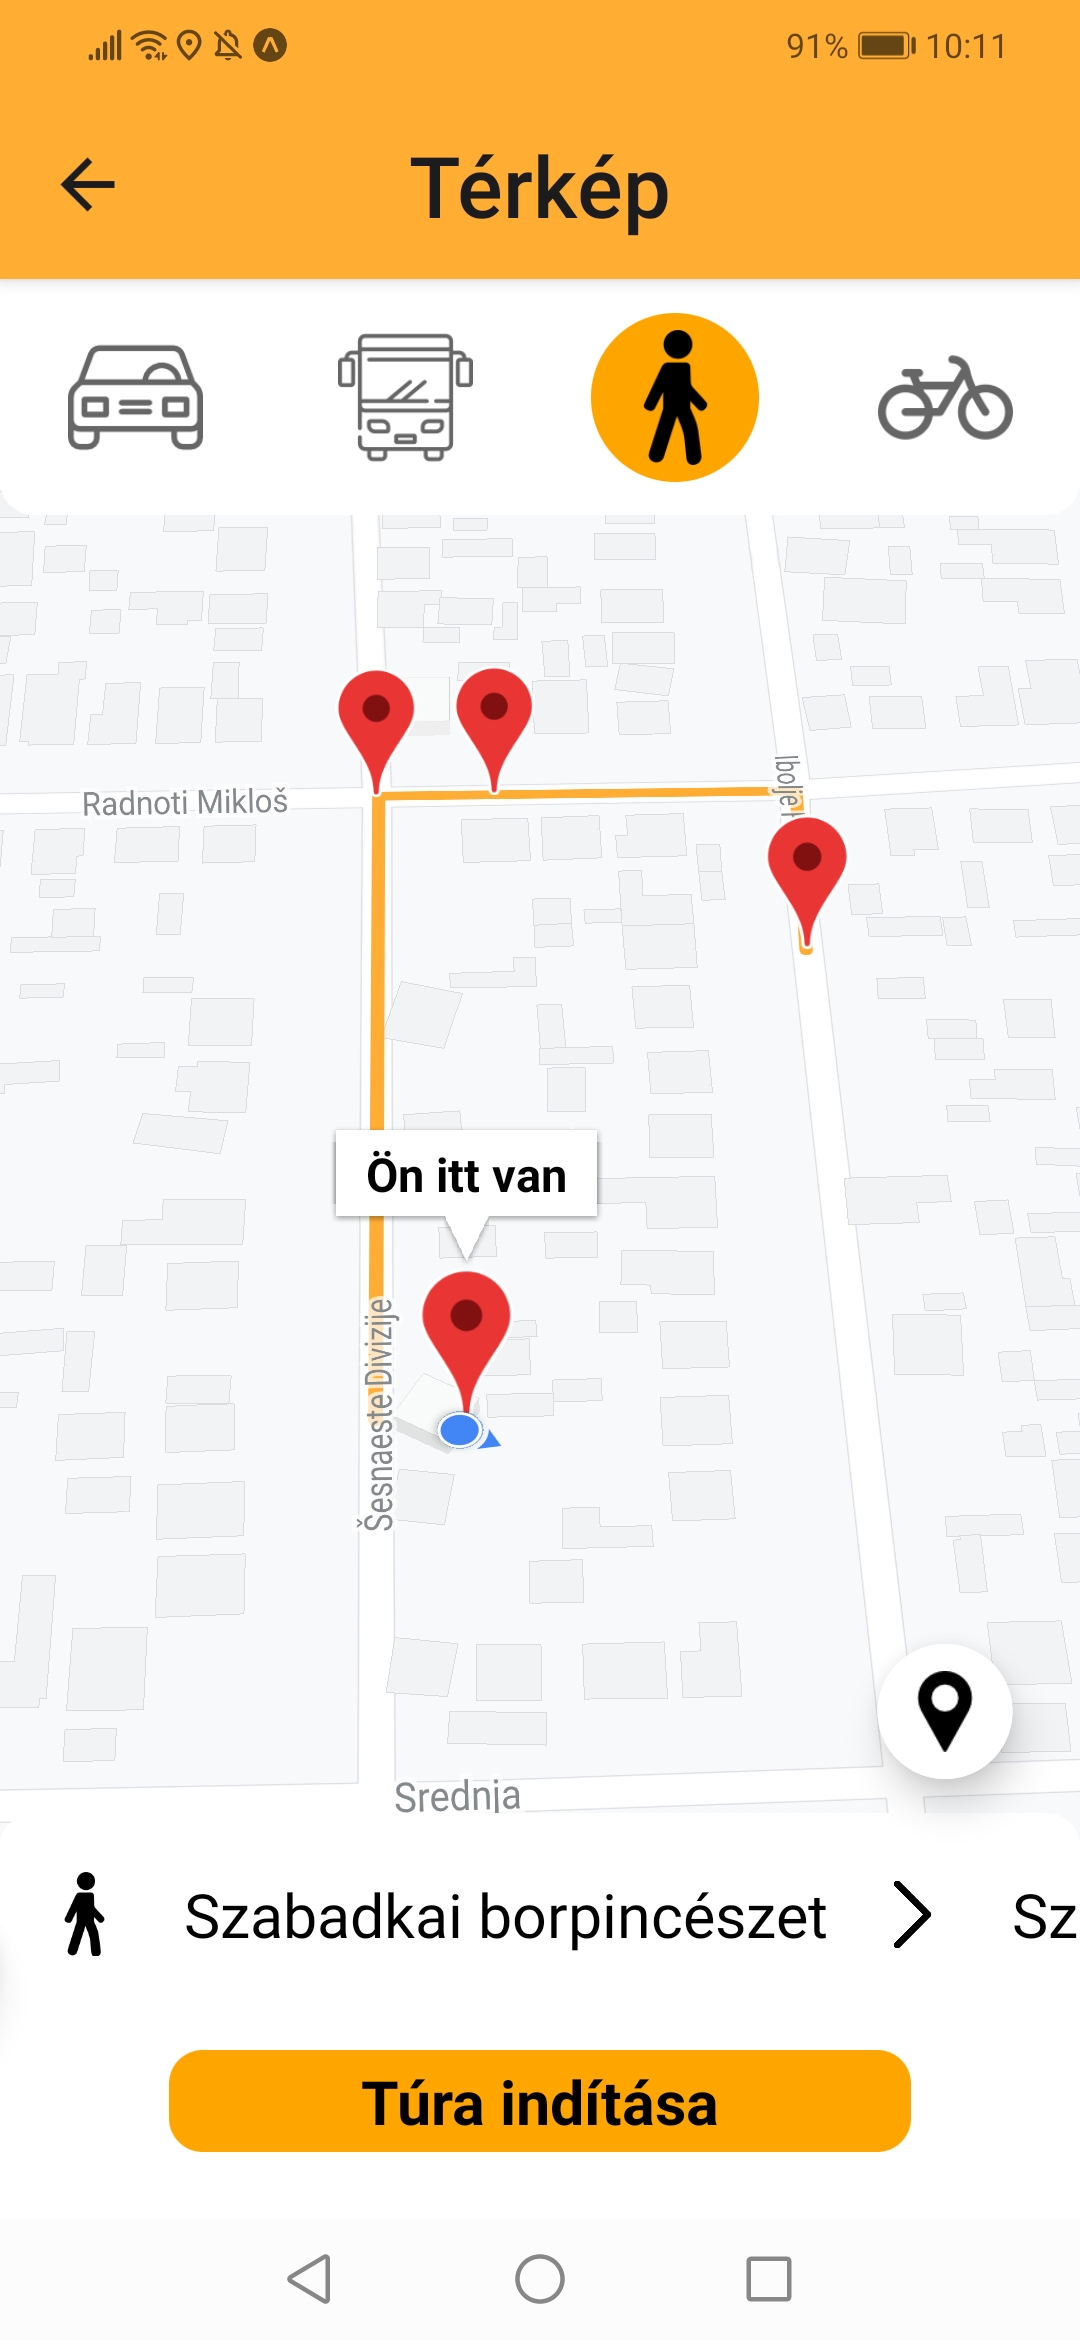 91% 10:11
Térkép
Radnoti Mikloš
Ibolje
Ön itt van
Šesnaeste Divizije
Srednja
Szabadkai borpincészet
Sz
Túra indítása